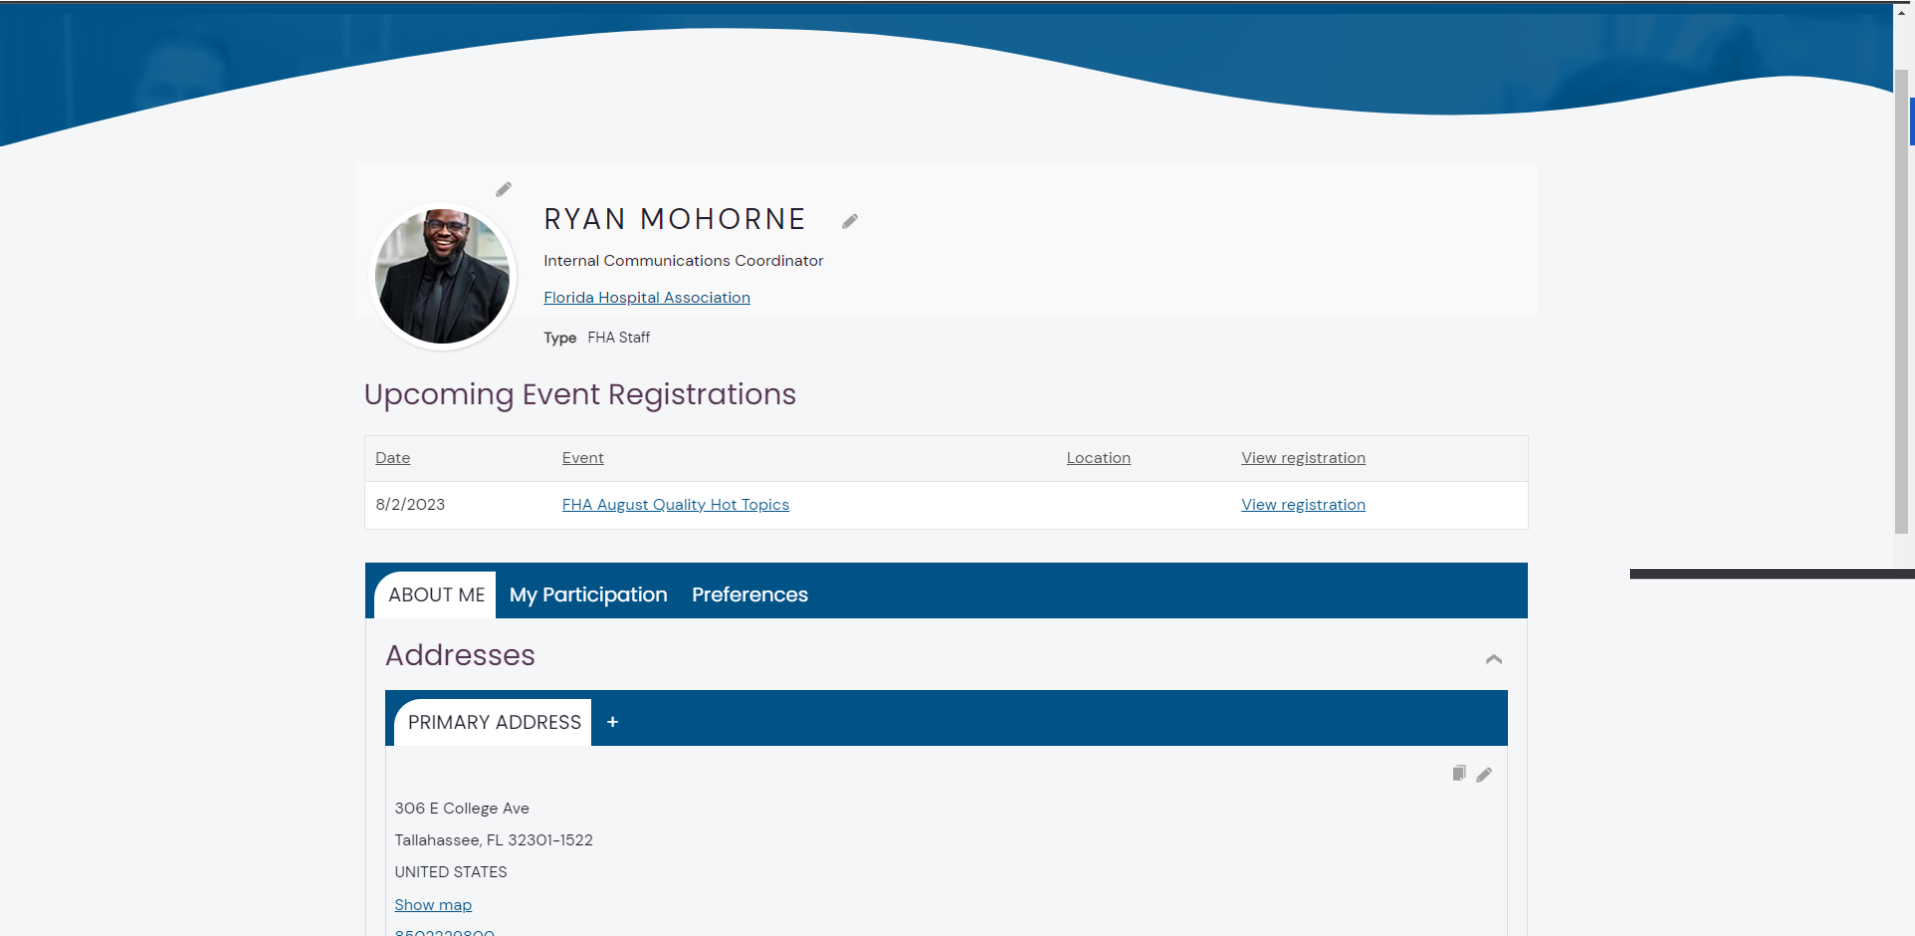 RYAN MOHORNE
Internal Communications Coordinator
Florida Hospital Association
Type FHA Staff
Upcoming Event Registrations
Date Event Location View registration
8/2/2023 FHA August Quality Hot Topics View registration
ABOUT ME My Participation Preferences
Addresses
PRIMARY ADDRESS +
306 E College Ave
Tallahassee, FL 32301-1522
UNITED STATES
Show map
8502229800